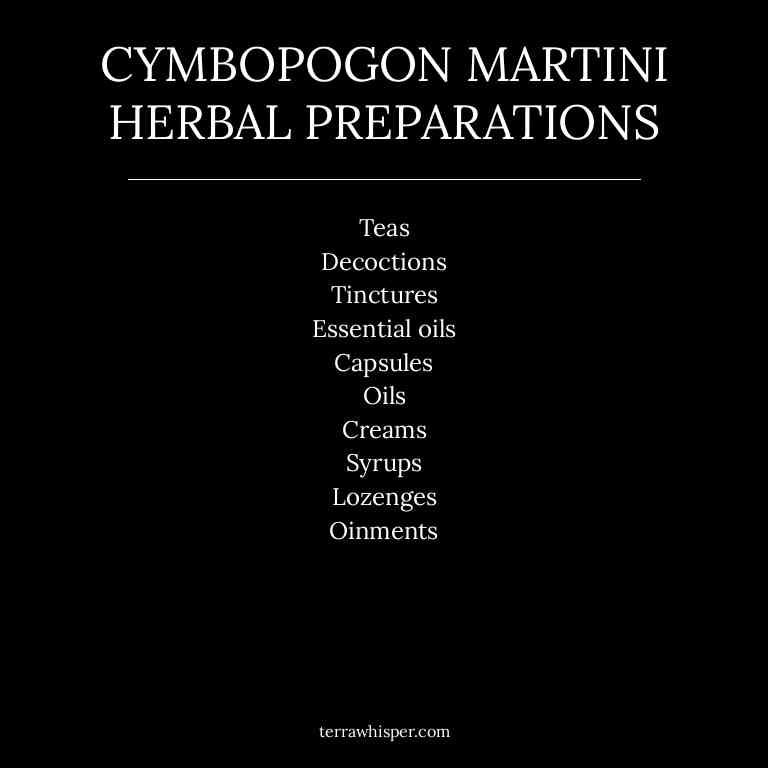 CYMBOPOGON MARTINI
HERBAL PREPARATIONS
Teas
Decoctions
Tinctures
Essential oils
Capsules
Oils
Creams
Syrups
Lozenges
Oinments
terrawhisper.com